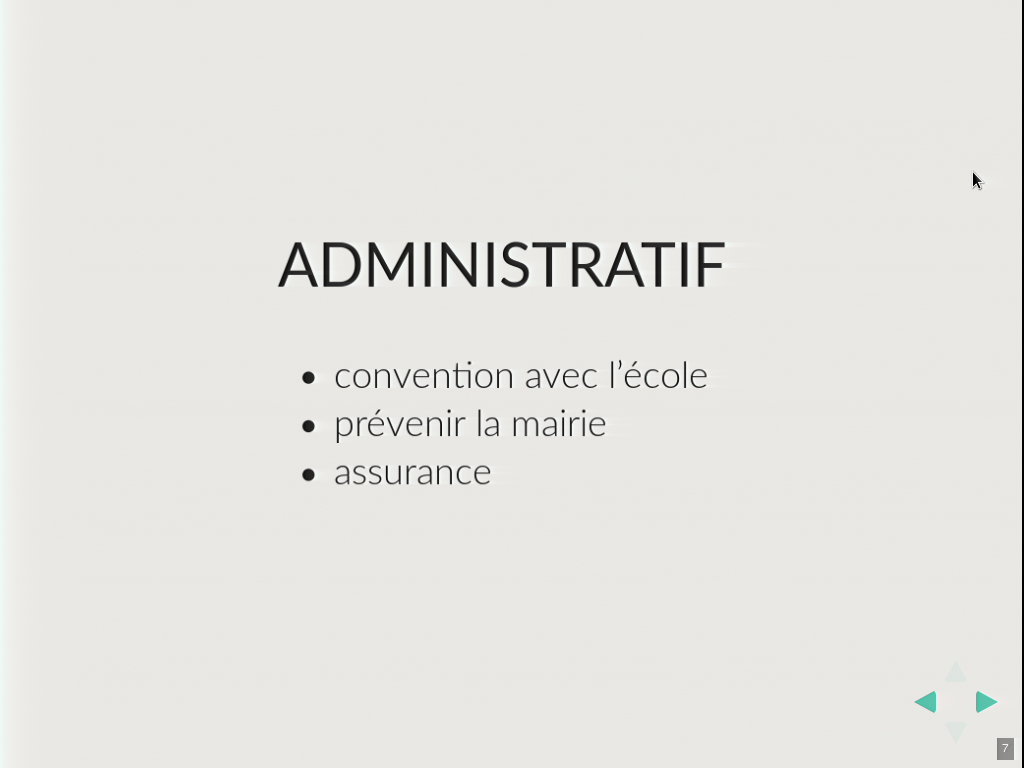 ADMINISTRATIF
• convention avec l’école
• prévenir la mairie
• assurance
7